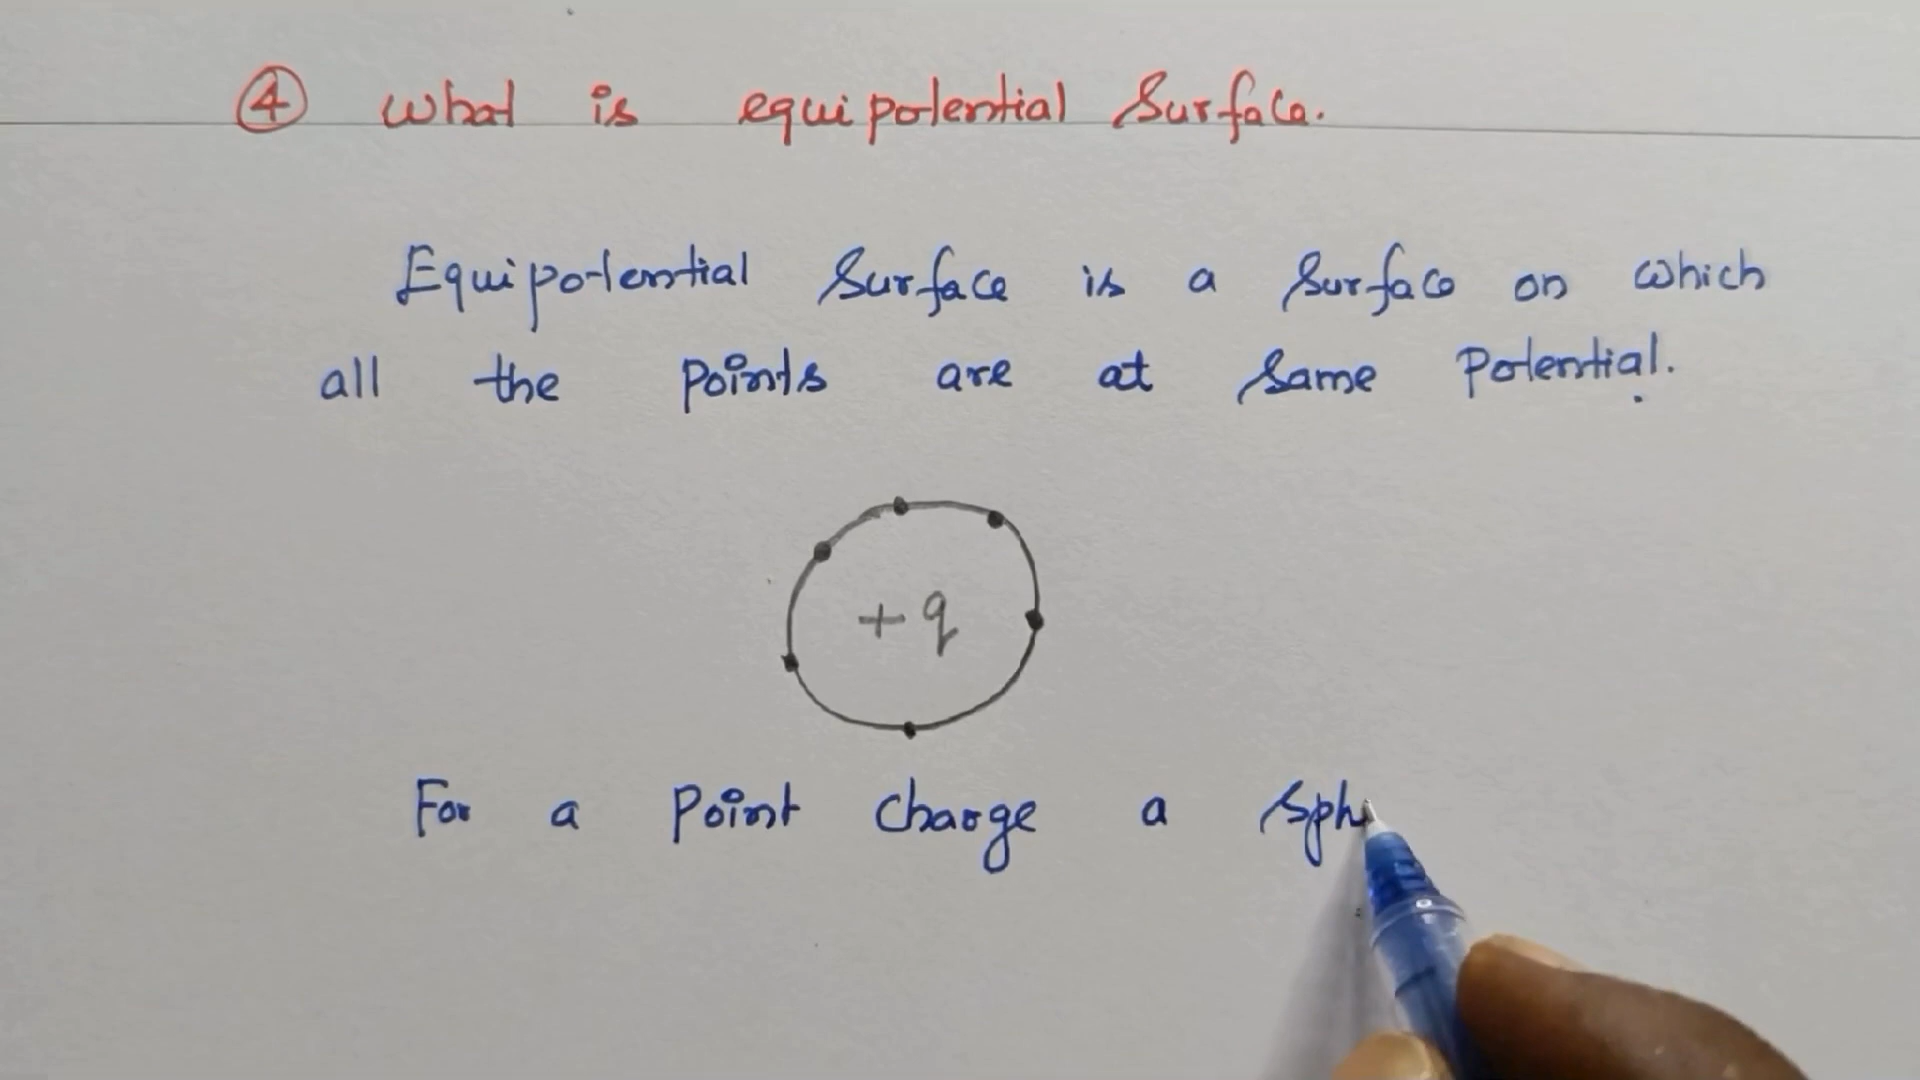 ④ What is equipotential Surface.
Equipotential Surface is a Surface on which
all the points are at same Potential.
+q
For a Point charge a sph